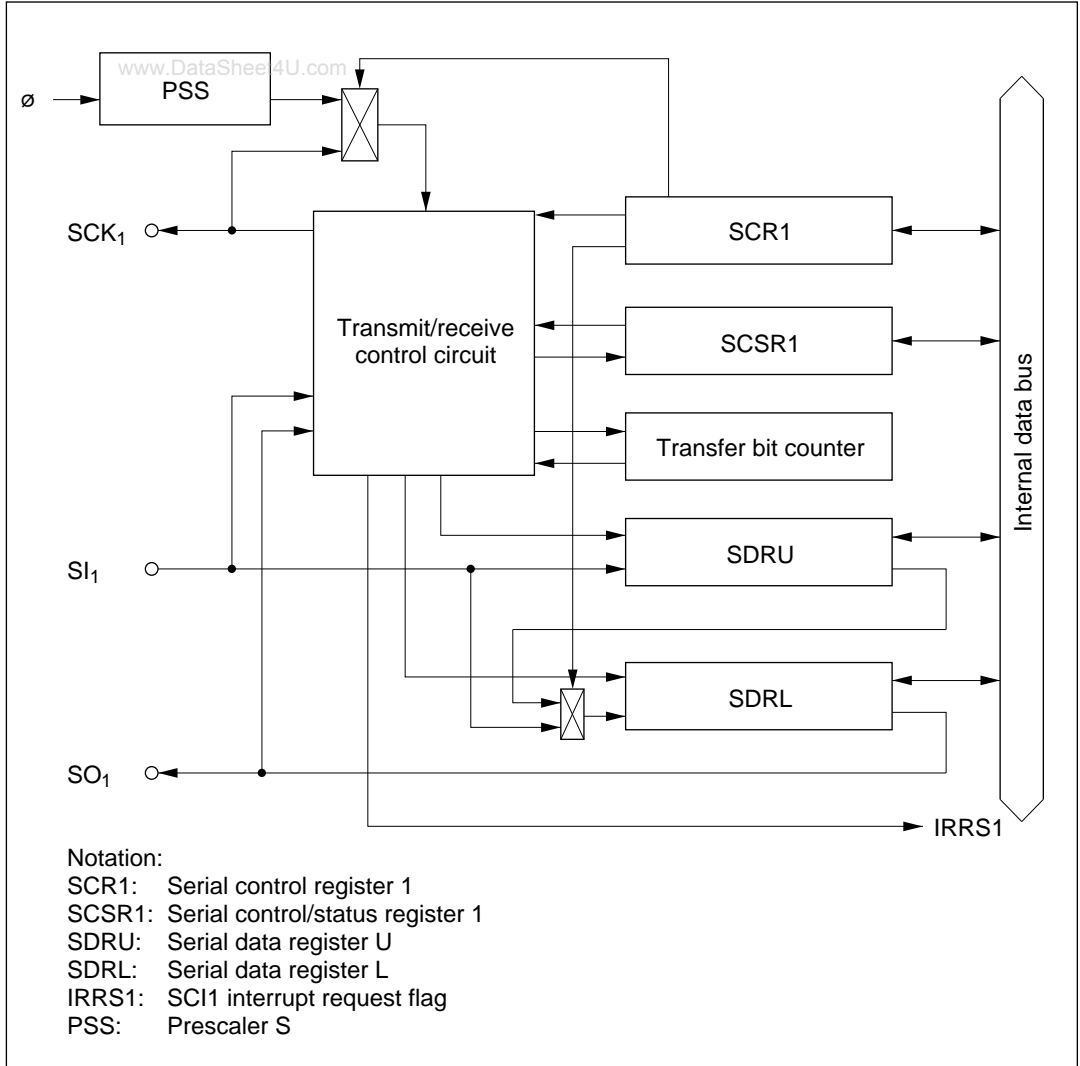 www.DataSheet4U.com
PSS
ø
SCK1
SCR1
Transmit/receive
control circuit
SCSR1
Transfer bit counter
Internal data bus
SI1
SDRU
SDRL
SO1
IRRS1
Notation:
SCR1: Serial control register 1
SCSR1: Serial control/status register 1
SDRU: Serial data register U
SDRL: Serial data register L
IRRS1: SCI1 interrupt request flag
PSS: Prescaler S